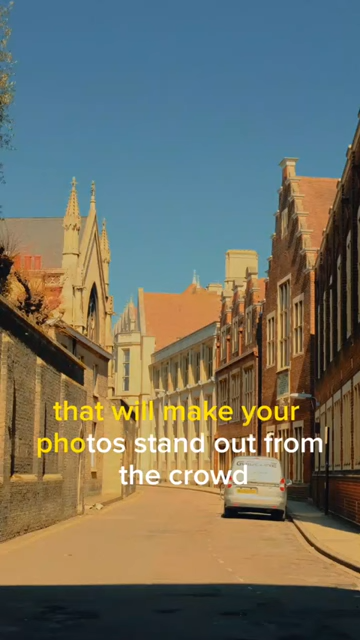 that will make your
photos stand out from
the crowd